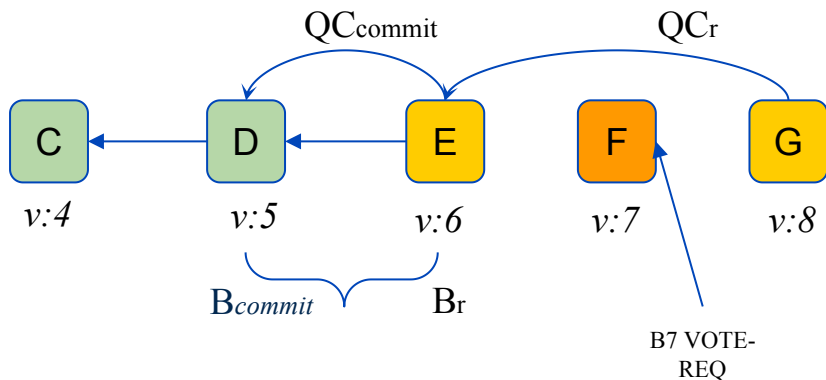 QCcommit QCr
C D E F G
v:4 v:5 v:6 v:7 v:8
Bcommit Br
B7 VOTE-
REQ